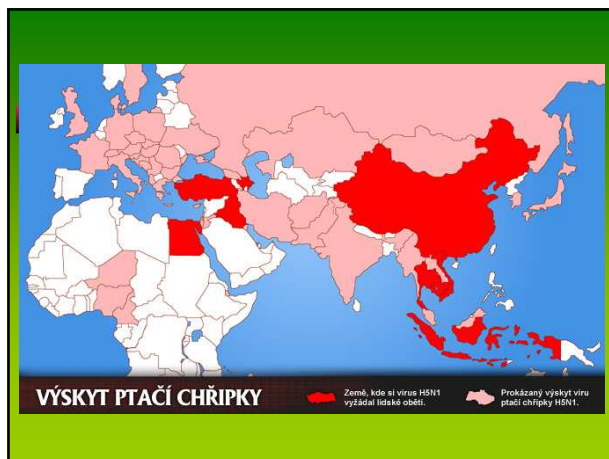 VÝSKYT PTAČÍ CHŘIPKY
Země, kde si virus H5N1
vyžádal lidské oběti.
Prokázaný výskyt viru
ptačí chřipky H5N1.